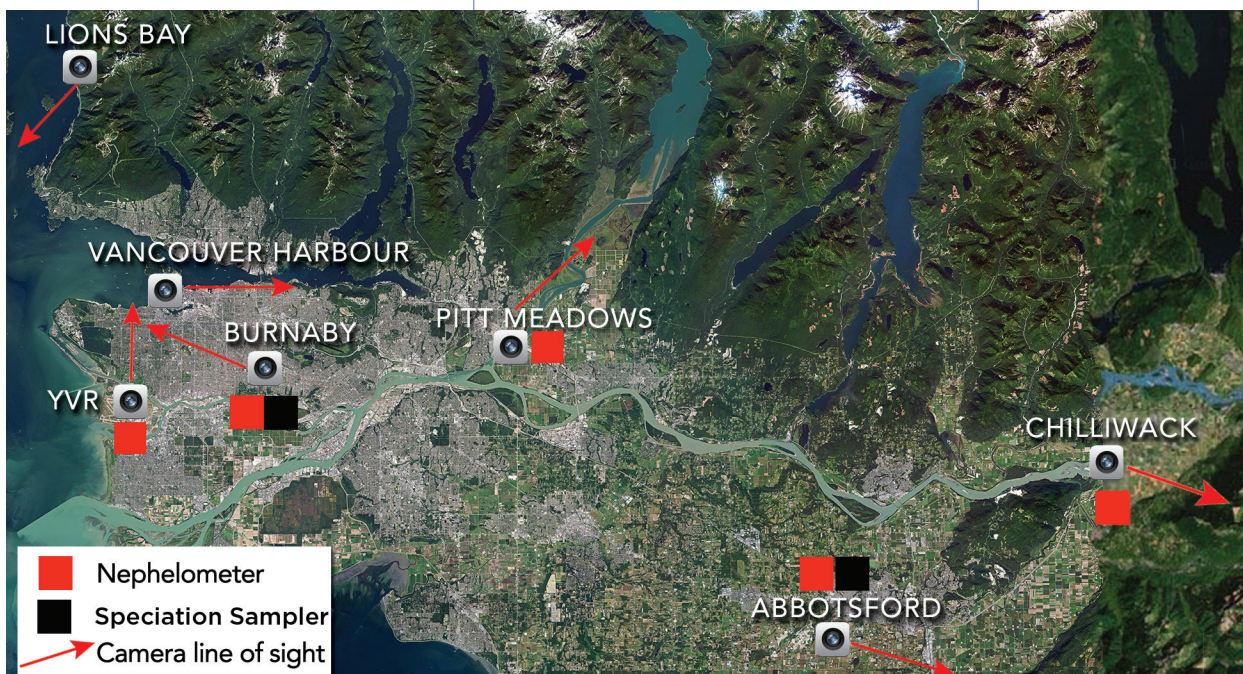 LIONS BAY
VANCOUVER HARBOUR
BURNABY
PITT MEADOWS
YVR
CHILLIWACK
ABBOTSFORD
Nephelometer
Speciation Sampler
Camera line of sight